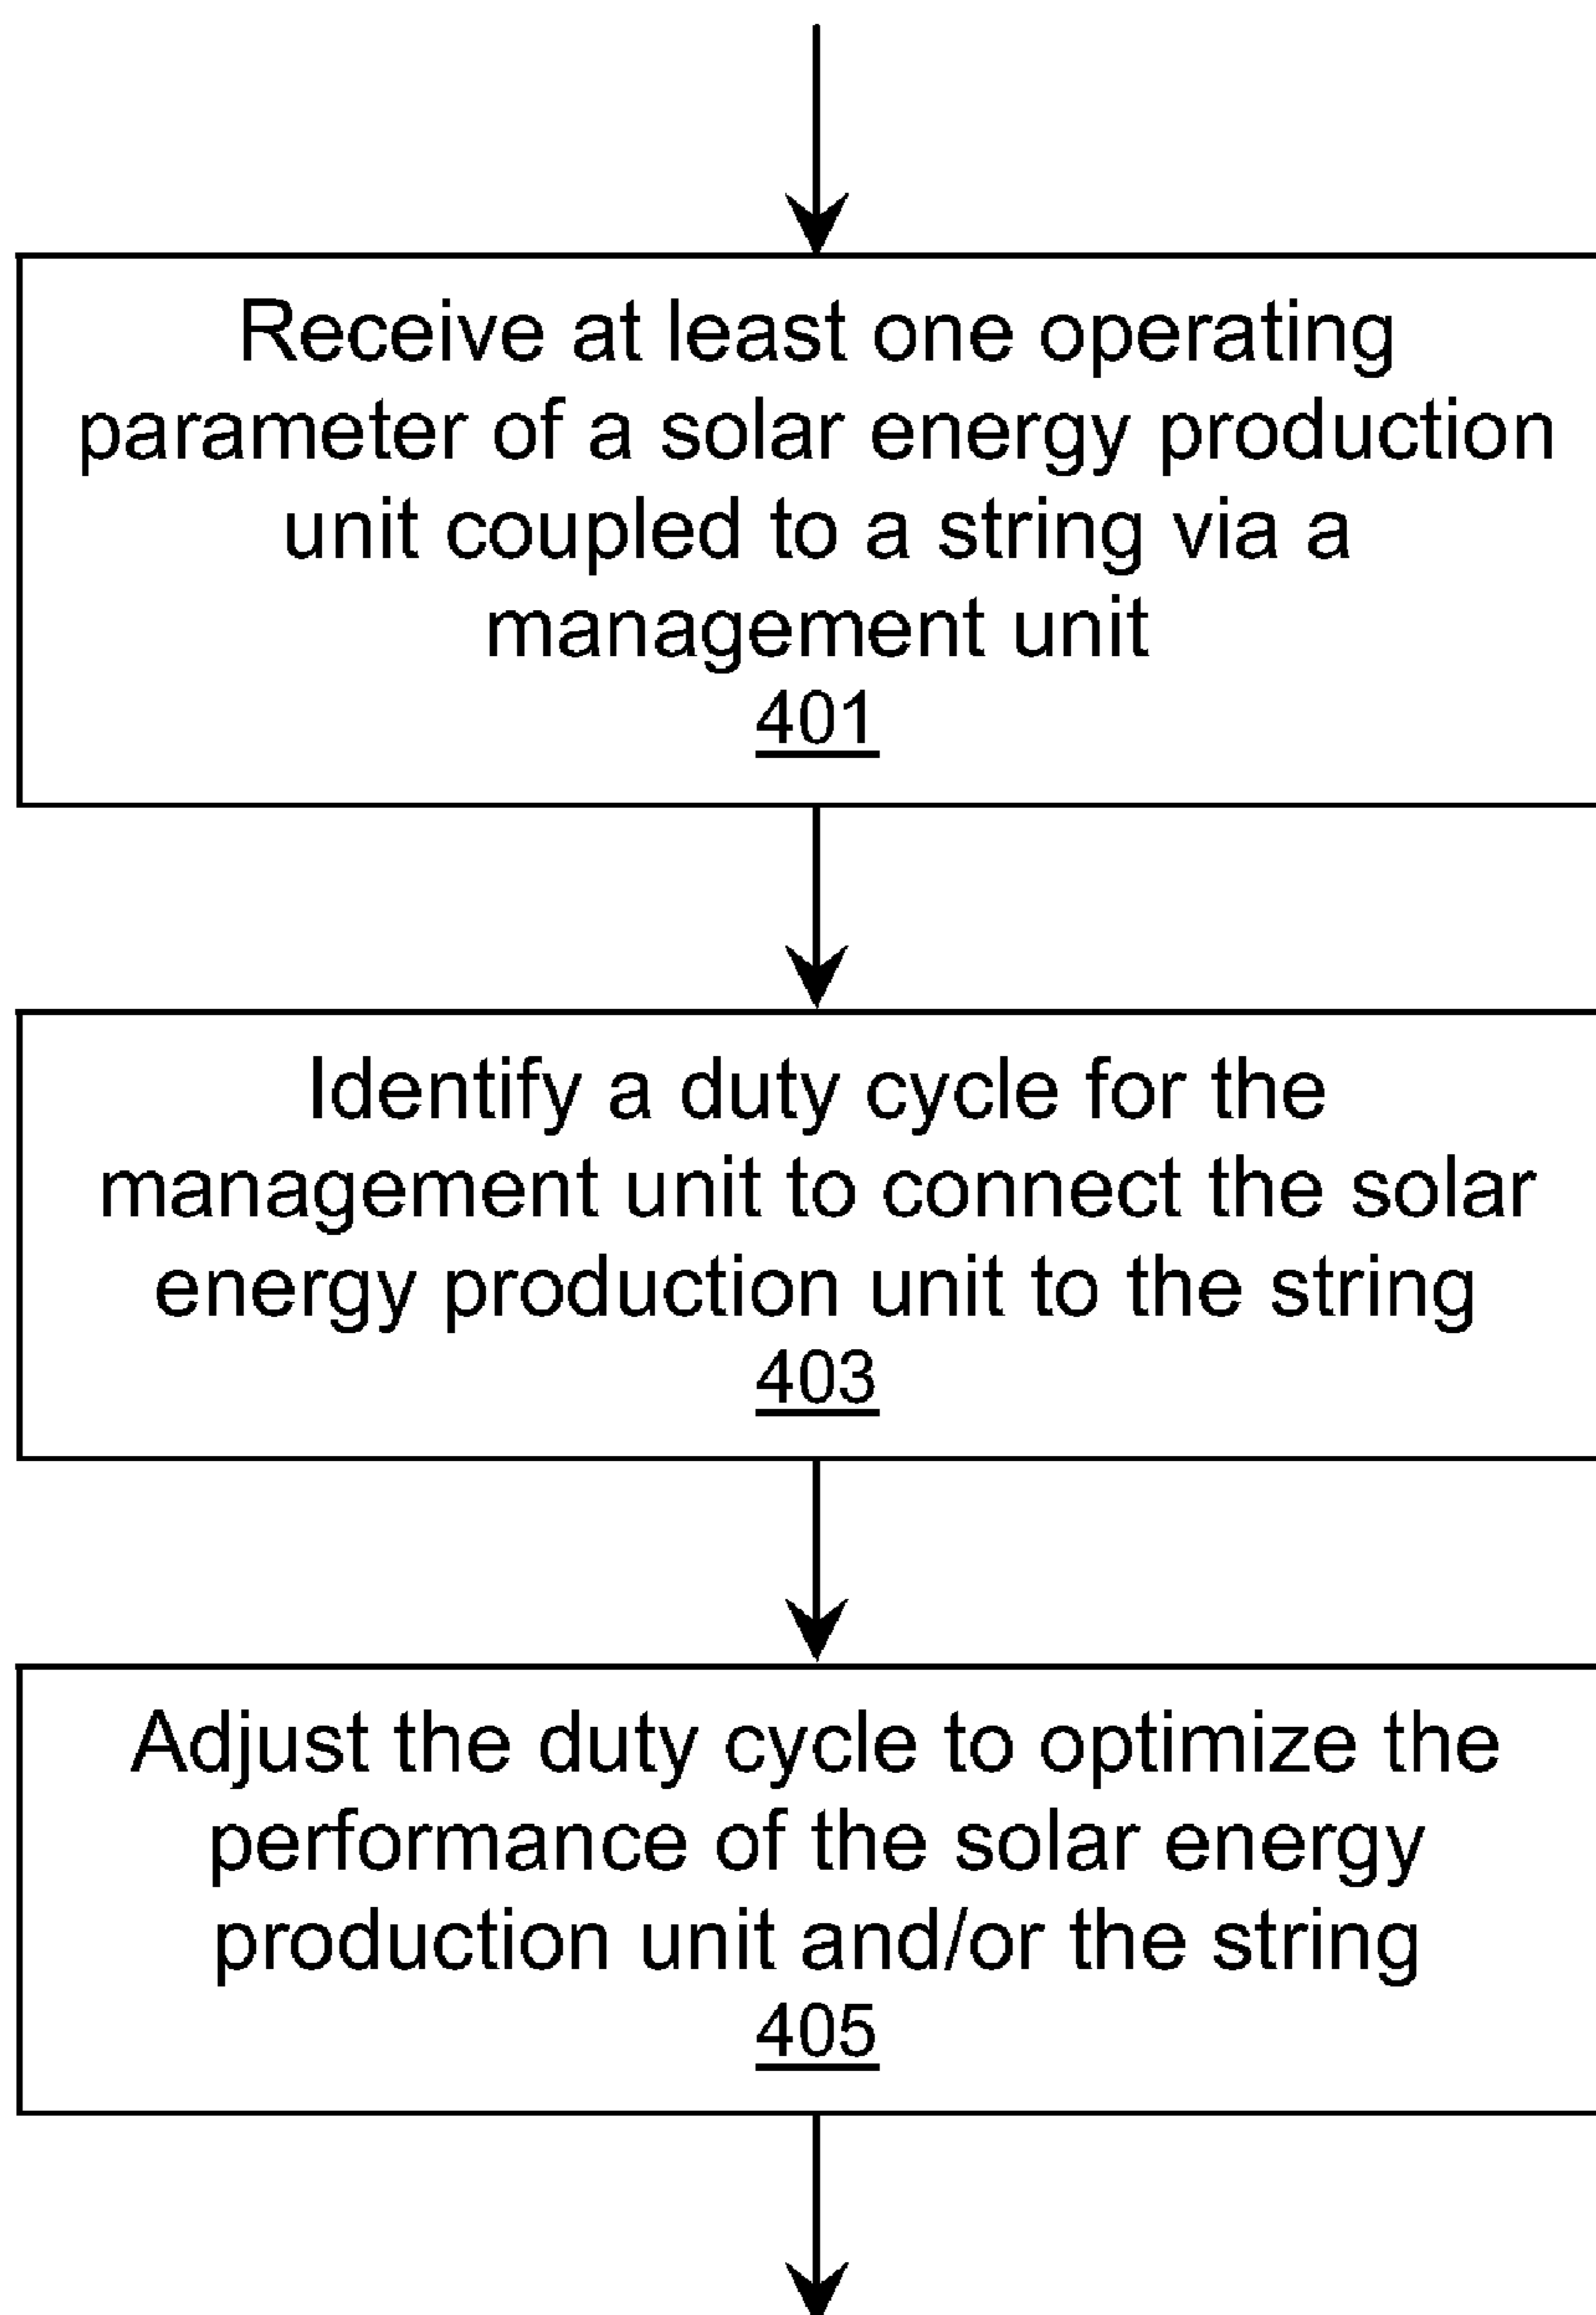 Receive at least one operating
parameter of a solar energy production
unit coupled to a string via a
management unit
401
Identify a duty cycle for the
management unit to connect the solar
energy production unit to the string
403
Adjust the duty cycle to optimize the
performance of the solar energy
production unit and/or the string
405